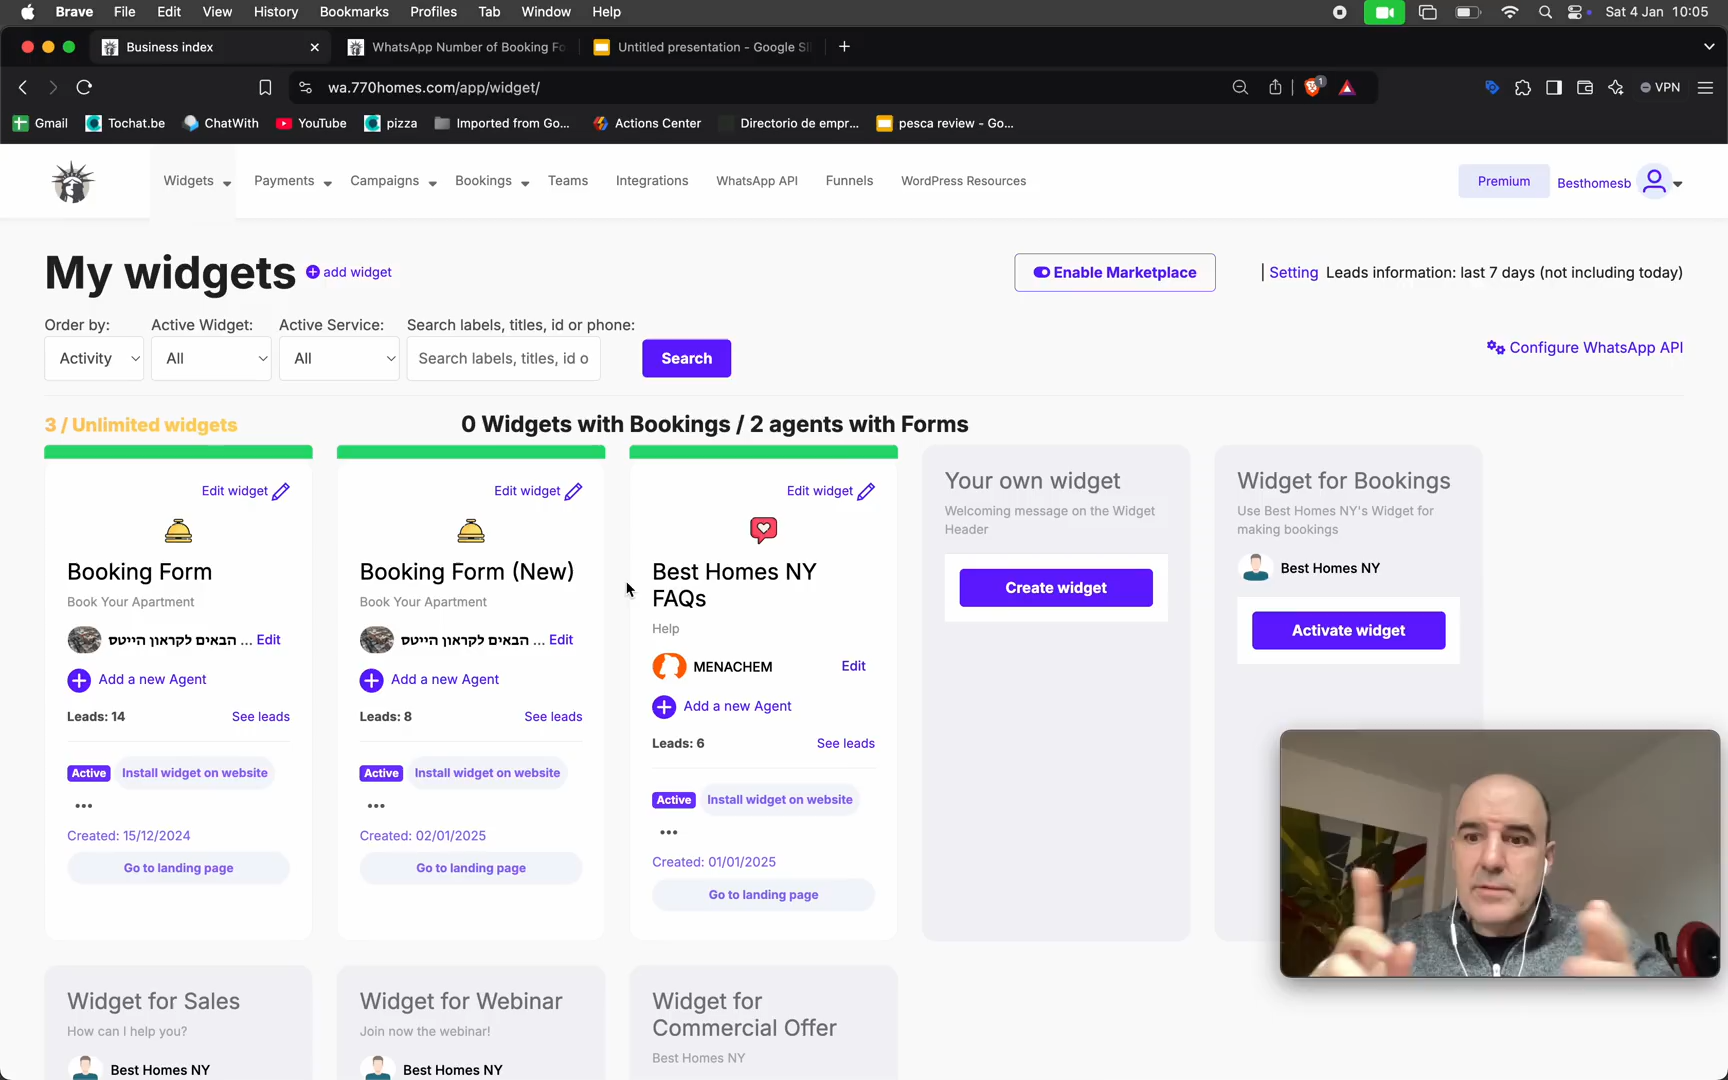 Brave File Edit View History Bookmarks Profiles Tab Window Help Sat 4 Jan 10:05
Business index WhatsApp Number of Booking Fo Untitled presentation - Google Sl
wa.770homes.com/app/widget/ 1 VPN
Gmail Tochat.be ChatWith YouTube pizza Imported from Go... Actions Center Directorio de empr... pesca review - Go...
Widgets Payments Campaigns Bookings Teams Integrations WhatsApp API Funnels WordPress Resources Premium Besthomesb
My widgets add widget Enable Marketplace | Setting Leads information: last 7 days (not including today)
Order by: Active Widget: Active Service: Search labels, titles, id or phone:
Activity All All Search labels, titles, id o Search Configure WhatsApp API
3 / Unlimited widgets 0 Widgets with Bookings / 2 agents with Forms
Edit widget
Booking Form
Book Your Apartment
הבאים לקראון הייטס ... Edit
Add a new Agent
Leads: 14 See leads
Active Install widget on website
•••
Created: 15/12/2024
Go to landing page
Edit widget
Booking Form (New)
Book Your Apartment
הבאים לקראון הייטס ... Edit
Add a new Agent
Leads: 8 See leads
Active Install widget on website
•••
Created: 02/01/2025
Go to landing page
Edit widget
Best Homes NY
FAQs
Help
MENACHEM Edit
Add a new Agent
Leads: 6 See leads
Active Install widget on website
•••
Created: 01/01/2025
Go to landing page
Your own widget
Welcoming message on the Widget
Header
Create widget
Widget for Bookings
Use Best Homes NY's Widget for
making bookings
Best Homes NY
Activate widget
Widget for Sales
How can I help you?
Best Homes NY
Widget for Webinar
Join now the webinar!
Best Homes NY
Widget for
Commercial Offer
Best Homes NY